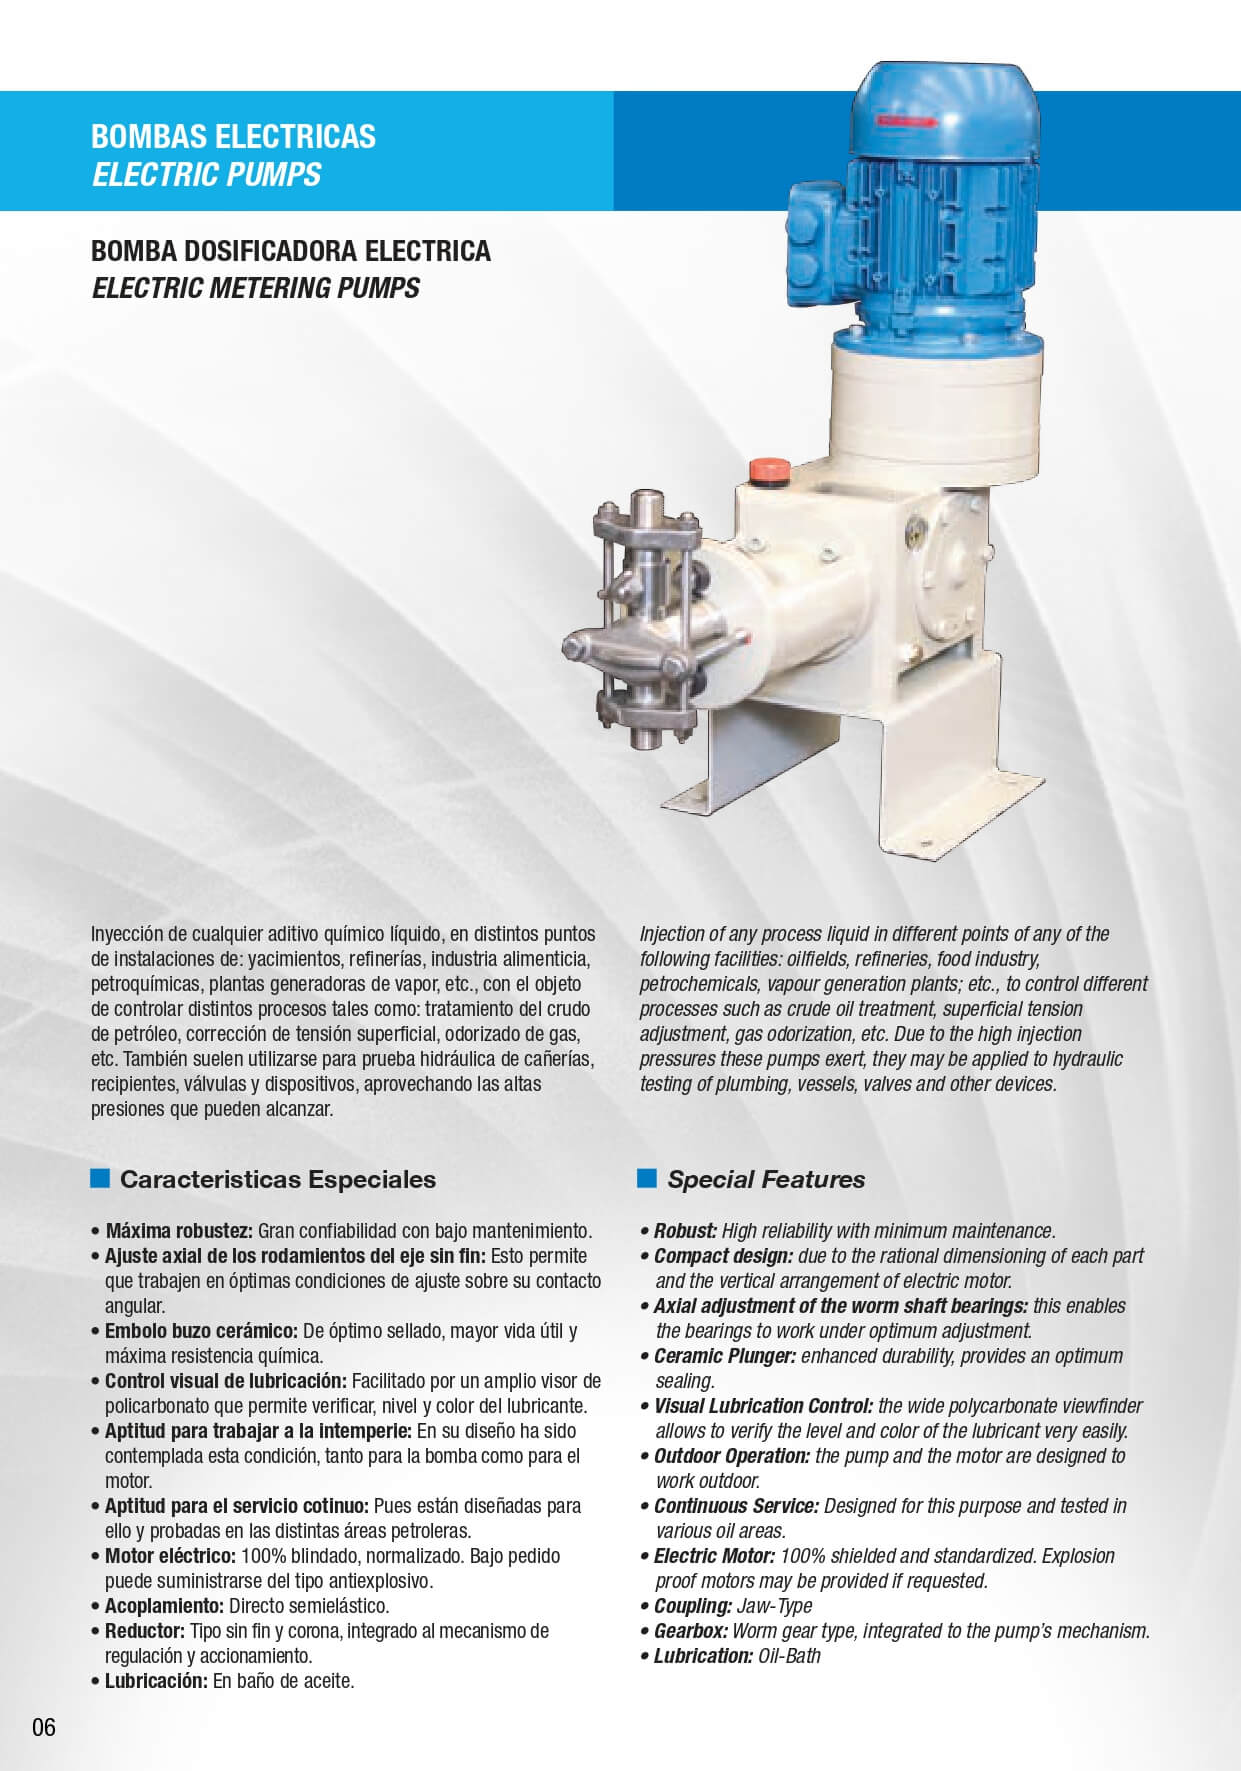 BOMBAS ELECTRICAS
ELECTRIC PUMPS
BOMBA DOSIFICADORA ELECTRICA
ELECTRIC METERING PUMPS
Inyección de cualquier aditivo químico líquido, en distintos puntos
de instalaciones de: yacimientos, refinerías, industria alimenticia,
petroquímicas, plantas generadoras de vapor, etc., con el objeto
de controlar distintos procesos tales como: tratamiento del crudo
de petróleo, corrección de tensión superficial, odorizado de gas,
etc. También suelen utilizarse para prueba hidráulica de cañerías,
recipientes, válvulas y dispositivos, aprovechando las altas
presiones que pueden alcanzar.
Injection of any process liquid in different points of any of the
following facilities: oilfields, refineries, food industry,
petrochemicals, vapour generation plants; etc., to control different
processes such as crude oil treatment, superficial tension
adjustment, gas odorization, etc. Due to the high injection
pressures these pumps exert, they may be applied to hydraulic
testing of plumbing, vessels, valves and other devices.
Caracteristicas Especiales
• Máxima robustez: Gran confiabilidad con bajo mantenimiento.
• Ajuste axial de los rodamientos del eje sin fin: Esto permite
que trabajen en óptimas condiciones de ajuste sobre su contacto
angular.
• Embolo buzo cerámico: De óptimo sellado, mayor vida útil y
máxima resistencia química.
• Control visual de lubricación: Facilitado por un amplio visor de
policarbonato que permite verificar, nivel y color del lubricante.
• Aptitud para trabajar a la intemperie: En su diseño ha sido
contemplada esta condición, tanto para la bomba como para el
motor.
• Aptitud para el servicio cotinuo: Pues están diseñadas para
ello y probadas en las distintas áreas petroleras.
• Motor eléctrico: 100% blindado, normalizado. Bajo pedido
puede suministrarse del tipo antiexplosivo.
• Acoplamiento: Directo semielástico.
• Reductor: Tipo sin fin y corona, integrado al mecanismo de
regulación y accionamiento.
• Lubricación: En baño de aceite.
Special Features
• Robust: High reliability with minimum maintenance.
• Compact design: due to the rational dimensioning of each part
and the vertical arrangement of electric motor.
• Axial adjustment of the worm shaft bearings: this enables
the bearings to work under optimum adjustment.
• Ceramic Plunger: enhanced durability, provides an optimum
sealing.
• Visual Lubrication Control: the wide polycarbonate viewfinder
allows to verify the level and color of the lubricant very easily.
• Outdoor Operation: the pump and the motor are designed to
work outdoor.
• Continuous Service: Designed for this purpose and tested in
various oil areas.
• Electric Motor: 100% shielded and standardized. Explosion
proof motors may be provided if requested.
• Coupling: Jaw-Type
• Gearbox: Worm gear type, integrated to the pump's mechanism.
• Lubrication: Oil-Bath
06